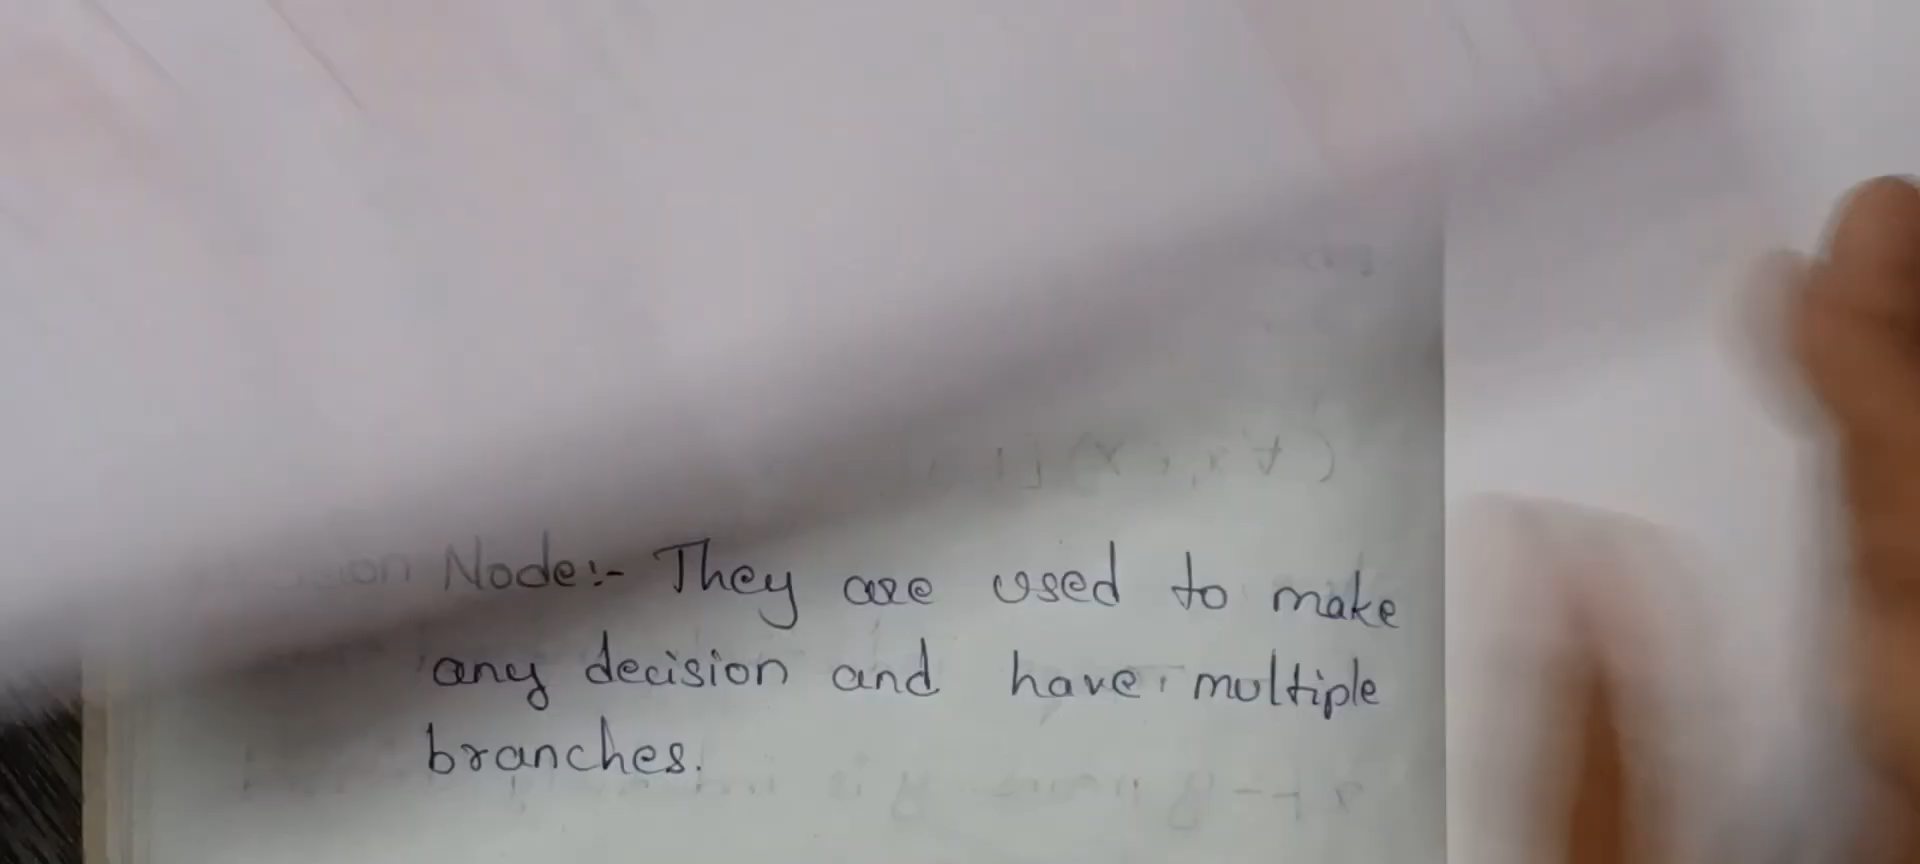 Node:- They are used to make
any decision and have multiple
branches.